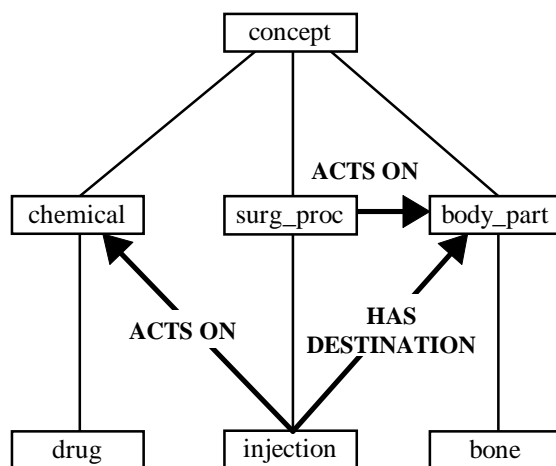 concept
ACTS ON
chemical
surg_proc
body_part
ACTS ON
HAS
DESTINATION
drug
injection
bone